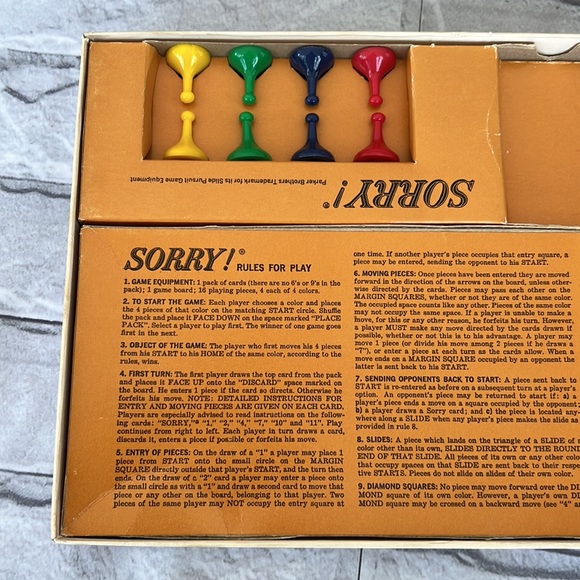 SORRY!®
Parker Brothers Trademark for its Slide Pursuit Game Equipment
SORRY!® RULES FOR PLAY
1. GAME EQUIPMENT: 1 pack of cards (there are no 6's or 9's in the
pack); 1 game board; 16 playing pieces, 4 each of 4 colors.
2. TO START THE GAME: Each player chooses a color and places
the 4 pieces of that color on the matching START circle. Shuffle
the pack and place it FACE DOWN on the space marked "PLACE
PACK". Select a player to play first. The winner of one game goes
first in the next.
3. OBJECT OF THE GAME: The player who first moves his 4 pieces
from his START to his HOME of the same color, according to the
rules, wins.
4. FIRST TURN: The first player draws the top card from the pack
and places it FACE UP onto the "DISCARD" space marked
on the board. He enters 1 piece if the card so directs. Otherwise he
forfeits his move. NOTE: DETAILED INSTRUCTIONS FOR
ENTRY AND MOVING PIECES ARE GIVEN ON EACH CARD.
Players are especially advised to read instructions on the follow-
ing cards: "SORRY," "1," "2," "4," "7," "10" and "11". Play
continues from right to left. Each player in turn draws a card,
discards it, enters a piece if possible or forfeits his move.
5. ENTRY OF PIECES: On the draw of a "1" a player may place 1
piece from START onto the small circle on the MARGIN
SQUARE directly outside that player's START, and the turn then
ends. On the draw of a "2" card a player may enter a piece onto
the small circle as with a "1" and draw a second card to move that
piece or any other on the board, belonging to that player. Two
pieces of the same player may NOT occupy the entry square at
one time. If another player's piece occupies that entry square, a
piece may be entered, sending the opponent to his START.
6. MOVING PIECES: Once pieces have been entered they are moved
forward in the direction of the arrows on the board, unless other-
wise directed by the cards. Pieces may pass each other on the
MARGIN SQUARES, whether or not they are of the same color.
The occupied space counts like any other. Pieces of the same color
may not occupy the same space. If a player is unable to make a
move, for this or any other reason, he forfeits his turn. However,
a player MUST make any move directed by the cards drawn if
possible, whether or not this is to his advantage. A player may
move 1 piece or divide his move among 2 pieces if he draws a
"7"), or enter a piece at each turn as the cards allow. When a
move ends on a MARGIN SQUARE occupied by an opponent the
latter is sent back to his START.
7. SENDING OPPONENTS BACK TO START: A piece sent back
START is re-entered as before on a subsequent turn at a player's
option. An opponent's piece may be returned to start if: a) a
player's piece ends a move on a space occupied by the opponent;
b) a player draws a Sorry card; and c) the piece is located any-
where along a SLIDE when any player's piece makes the slide as
provided in rule 8.
8. SLIDES: A piece which lands on the triangle of a SLIDE of
color other than its own, SLIDES DIRECTLY TO THE ROUND
END OF THAT SLIDE. All pieces of its own or any other color
that occupy spaces on that SLIDE are sent back to their
tive STARTS. Pieces do not slide on slides of their own color.
9. DIAMOND SQUARES: No piece may move forward over the
MOND square of its own color. However, a player's own
MOND square may be crossed on a backward move (see "4"